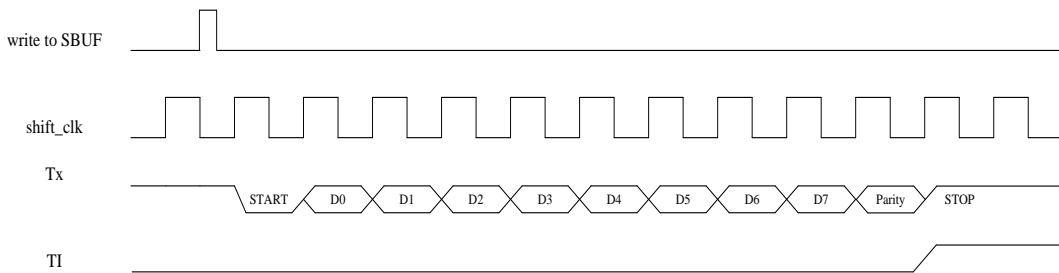 write to SBUF
shift_clk
Tx
START D0 D1 D2 D3 D4 D5 D6 D7 Parity STOP
TI